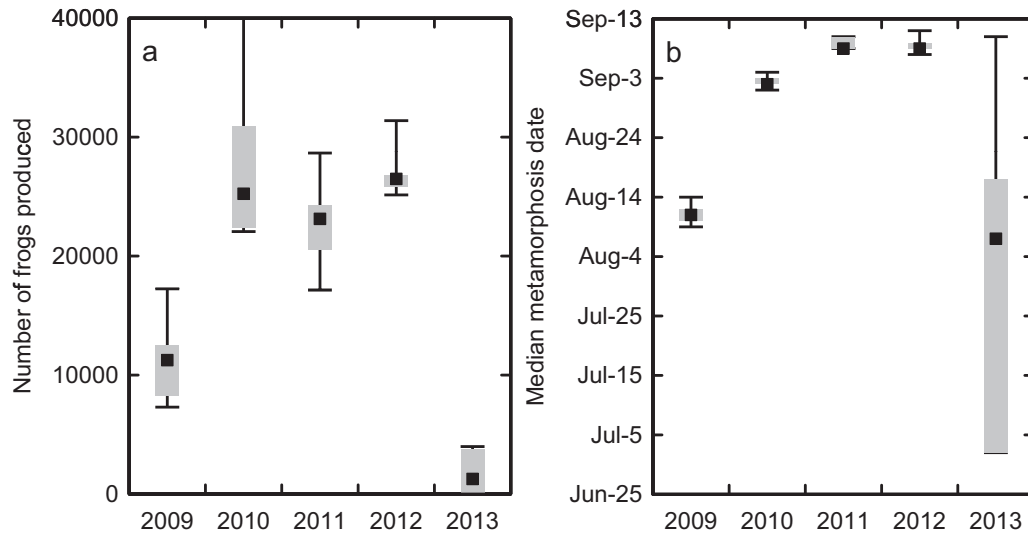 a
Number of frogs produced
40000
30000
20000
10000
0
2009 2010 2011 2012 2013
b
Median metamorphosis date
Sep-13
Sep-3
Aug-24
Aug-14
Aug-4
Jul-25
Jul-15
Jul-5
Jun-25
2009 2010 2011 2012 2013